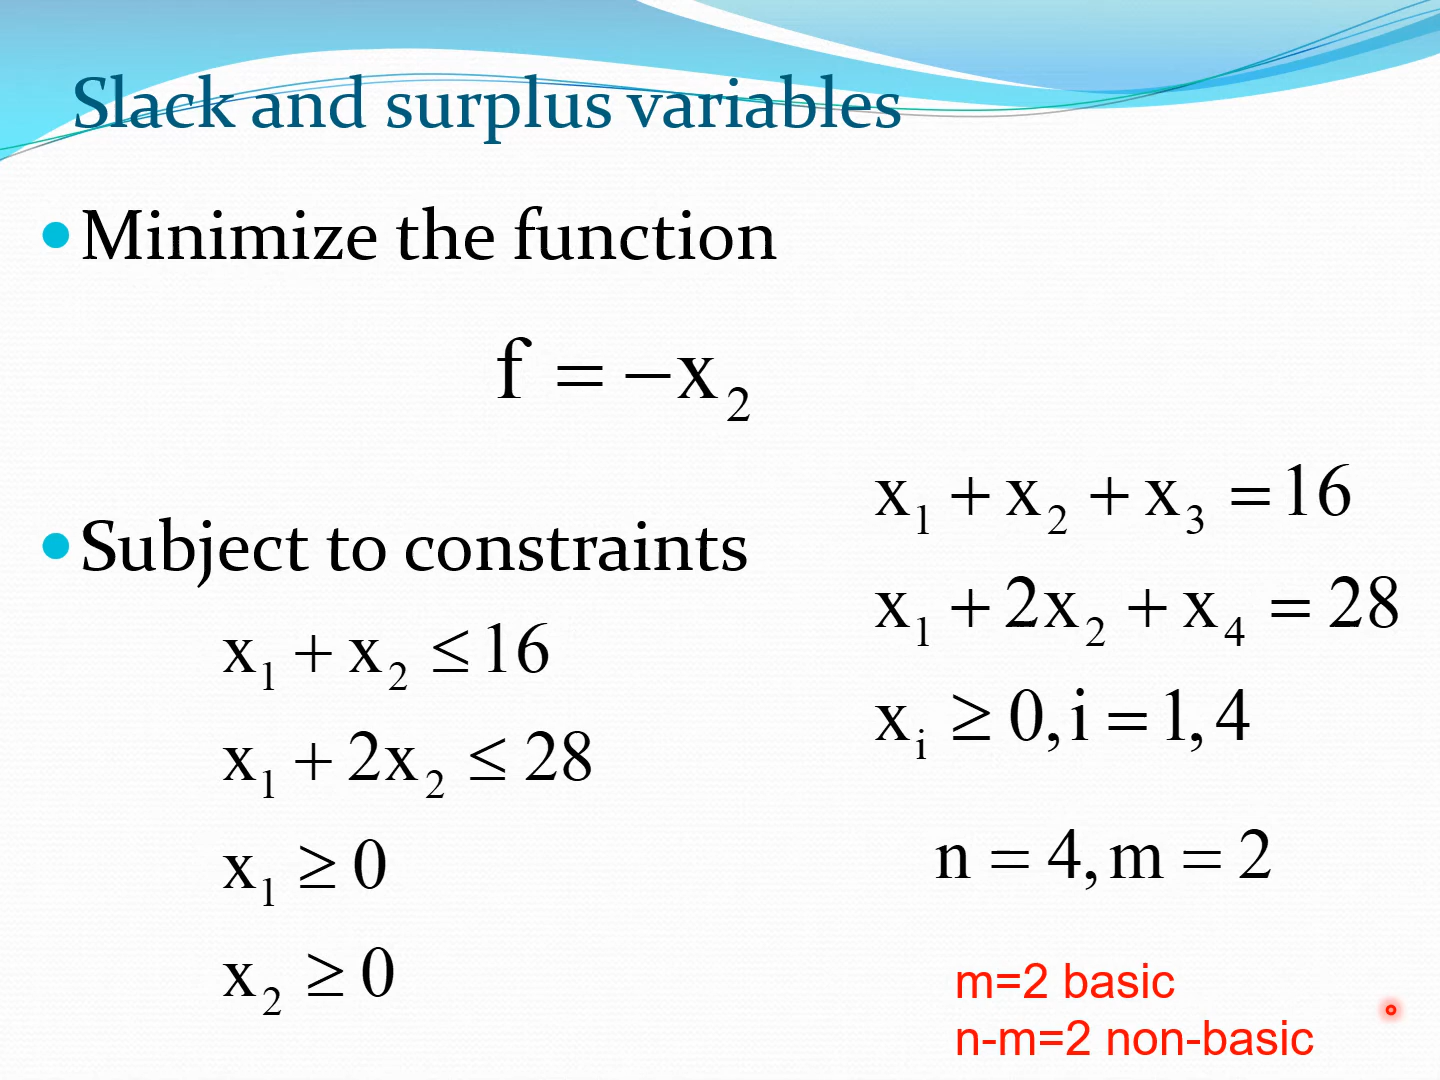 Slack and surplus variables
Minimize the function
f = −x₂
Subject to constraints
x₁ + x₂ ≤ 16
x₁ + 2x₂ ≤ 28
x₁ ≥ 0
x₂ ≥ 0
x₁ + x₂ + x₃ = 16
x₁ + 2x₂ + x₄ = 28
xᵢ ≥ 0, i = 1, 4
n = 4, m = 2
m=2 basic
n-m=2 non-basic